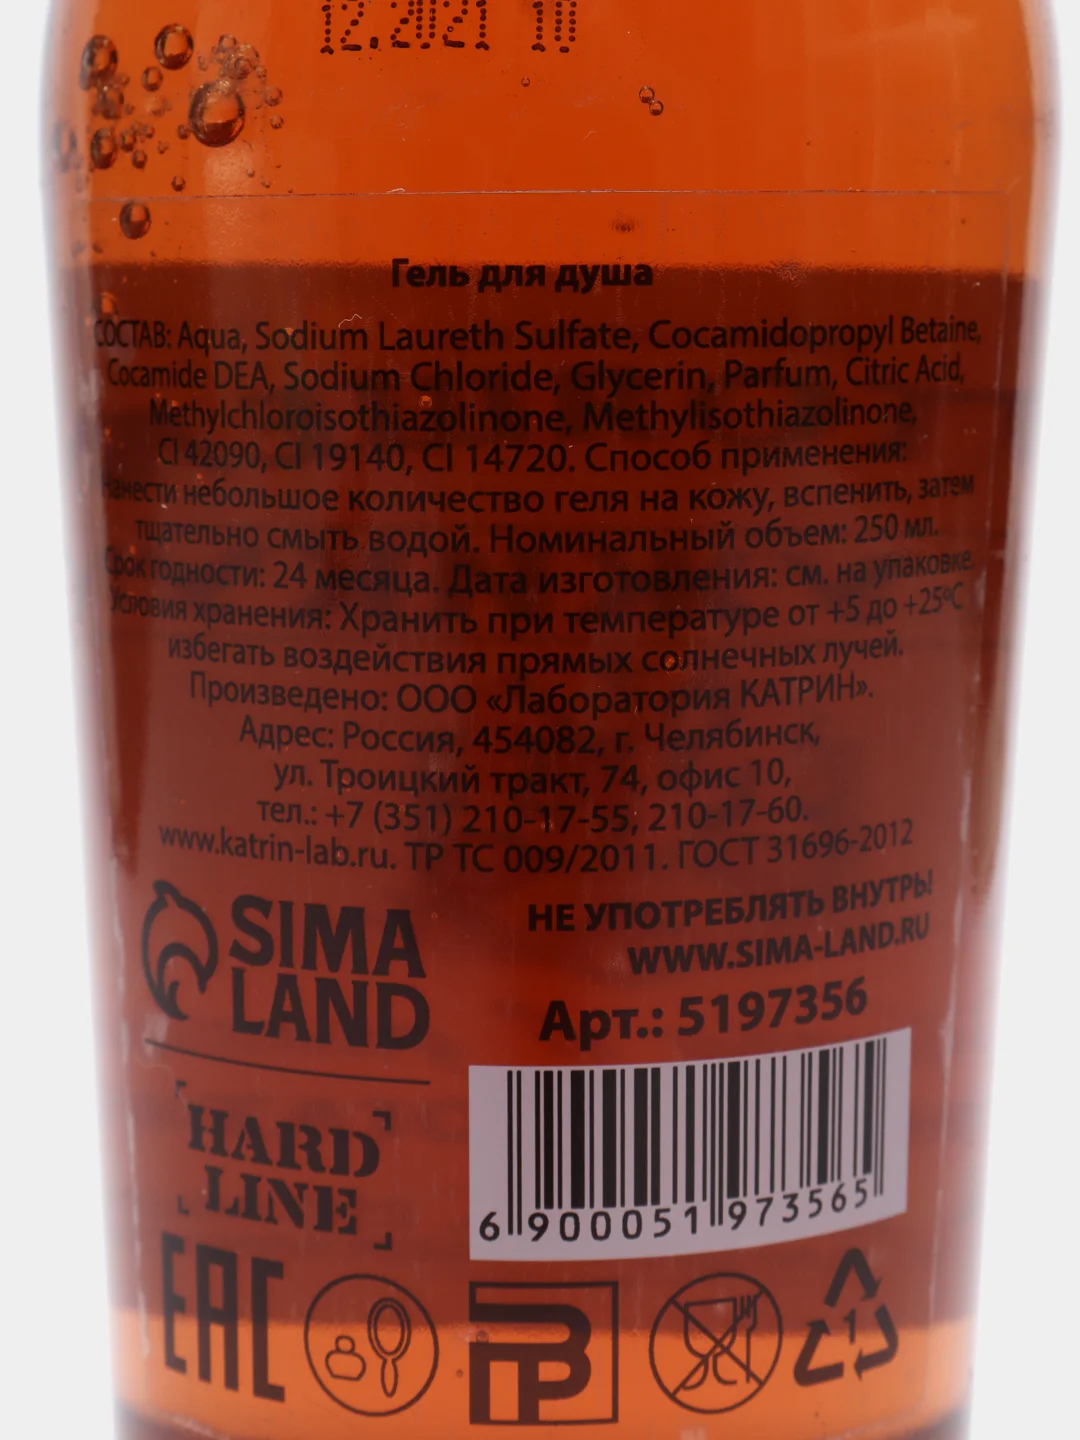 12.2021 10
Гель для душа
СОСТАВ: Aqua, Sodium Laureth Sulfate, Cocamidopropyl Betaine,
Cocamide DEA, Sodium Chloride, Glycerin, Parfum, Citric Acid,
Methylchloroisothiazolinone, Methylisothiazolinone,
CI 42090, CI 19140, CI 14720. Способ применения:
Нанести небольшое количество геля на кожу, вспенить, затем
тщательно смыть водой. Номинальный объем: 250 мл.
Срок годности: 24 месяца. Дата изготовления: см. на упаковке.
Условия хранения: Хранить при температуре от +5 до +25°С
избегать воздействия прямых солнечных лучей.
Произведено: ООО «Лаборатория КАТРИН».
Адрес: Россия, 454082, г. Челябинск,
ул. Троицкий тракт, 74, офис 10,
тел.: +7 (351) 210-17-55, 210-17-60.
www.katrin-lab.ru. ТР ТС 009/2011. ГОСТ 31696-2012
НЕ УПОТРЕБЛЯТЬ ВНУТРЬ!
WWW.SIMA-LAND.RU
SIMA
LAND
Арт.: 5197356
HARD
LINE
6 900051 973565
EAC
1